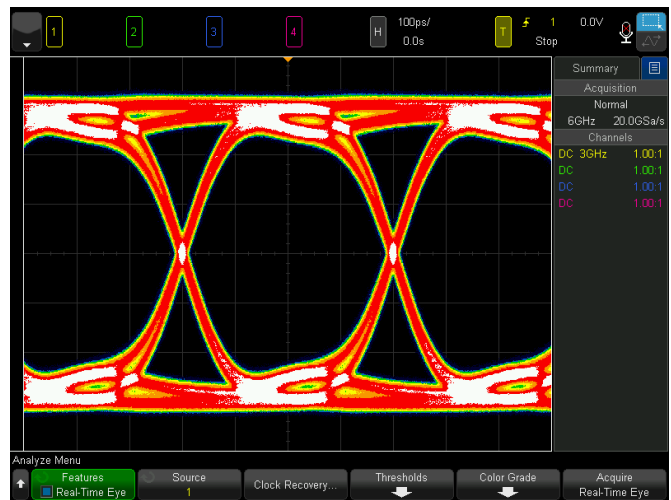 1 2 3 4 H 100ps/ T 1 0.0V
0.0s Stop
Summary
Acquisition
Normal
6GHz 20.0GSa/s
Channels
DC 3GHz 1.00:1
DC 1.00:1
DC 1.00:1
DC 1.00:1
Analyze Menu
Features Source Clock Recovery... Thresholds Color Grade Acquire
Real-Time Eye 1 Real-Time Eye